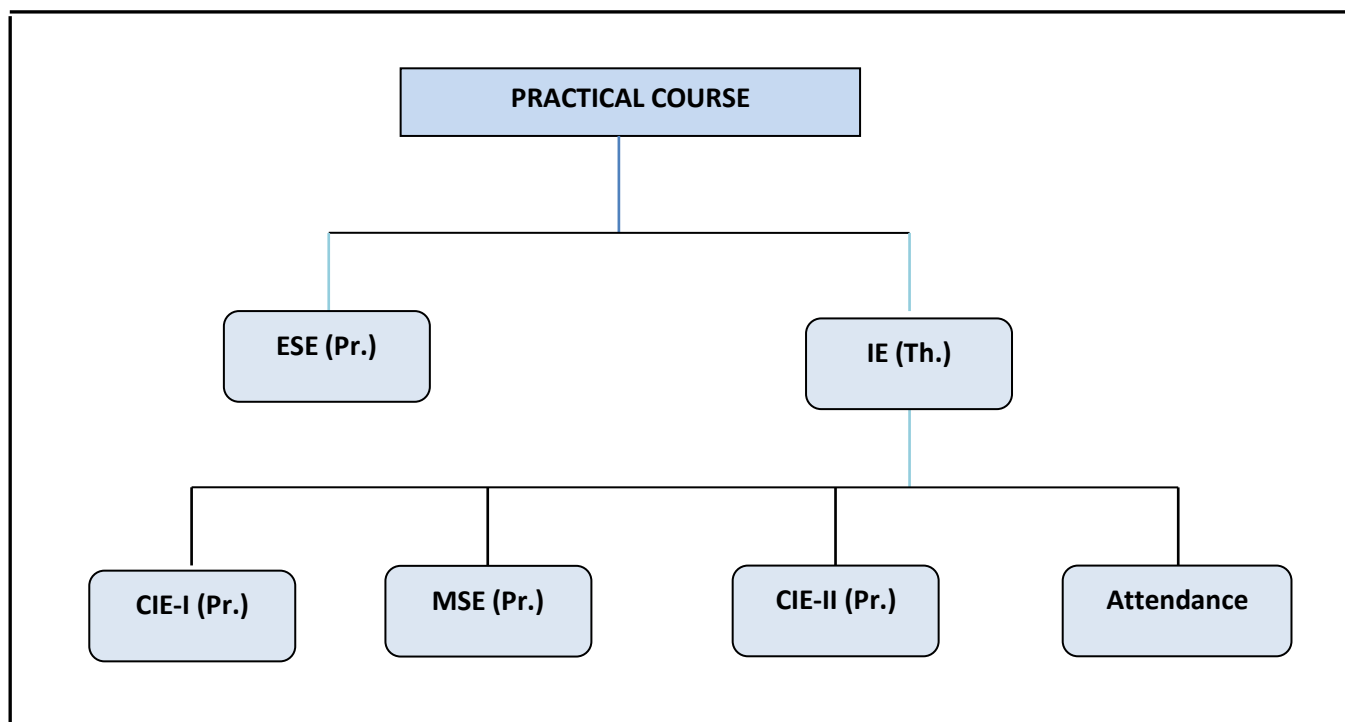 PRACTICAL COURSE
ESE (Pr.)
IE (Th.)
CIE-I (Pr.)
MSE (Pr.)
CIE-II (Pr.)
Attendance